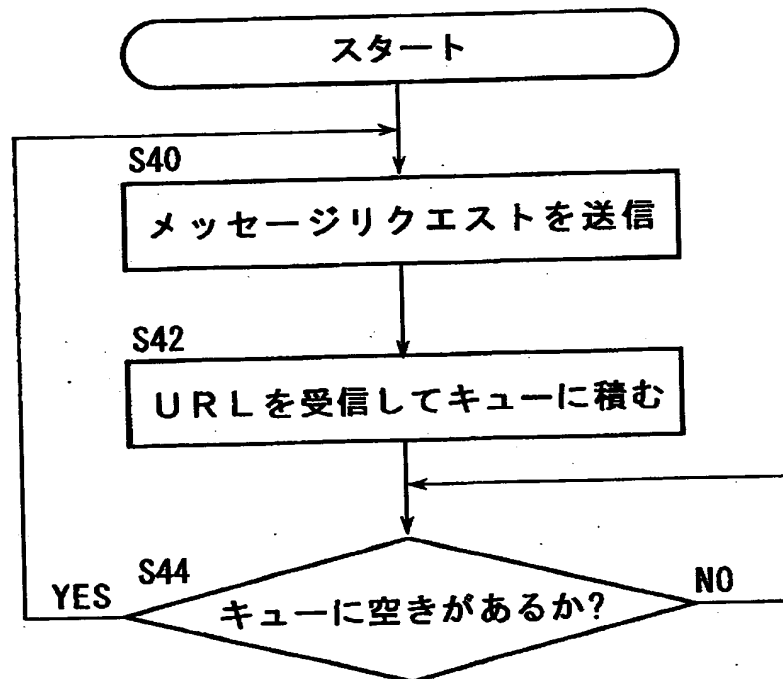 スタート
S40
メッセージリクエストを送信
S42
URLを受信してキューに積む
S44
YES
キューに空きがあるか?
NO